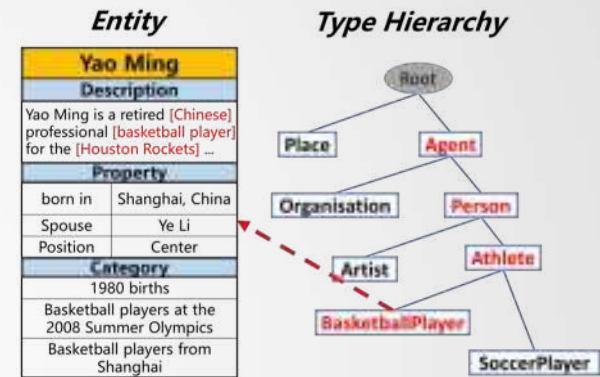 Entity
Type Hierarchy
Yao Ming
Description
Yao Ming is a retired [Chinese]
professional [basketball player]
for the [Houston Rockets] ...
Property
born in Shanghai, China
Spouse Ye Li
Position Center
Category
1980 births
Basketball players at the
2008 Summer Olympics
Basketball players from
Shanghai
Root
Place
Agent
Organisation
Person
Artist
Athlete
BasketballPlayer
SoccerPlayer